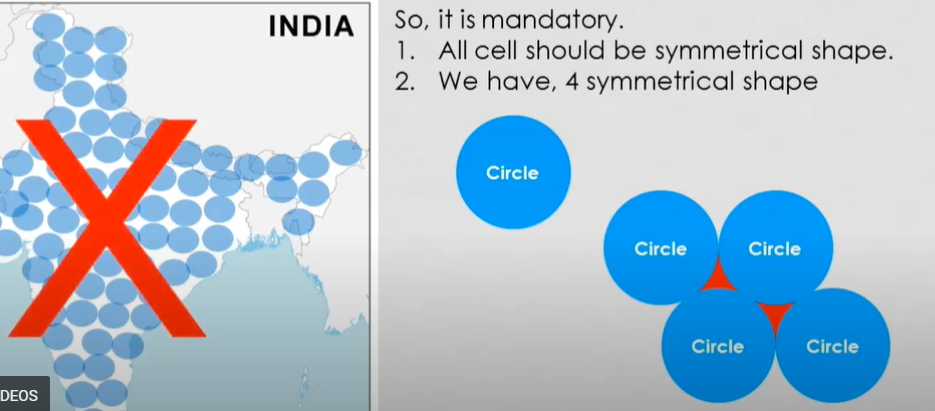 INDIA
So, it is mandatory.
1. All cell should be symmetrical shape.
2. We have, 4 symmetrical shape
Circle
Circle
Circle
Circle
Circle
DEOS